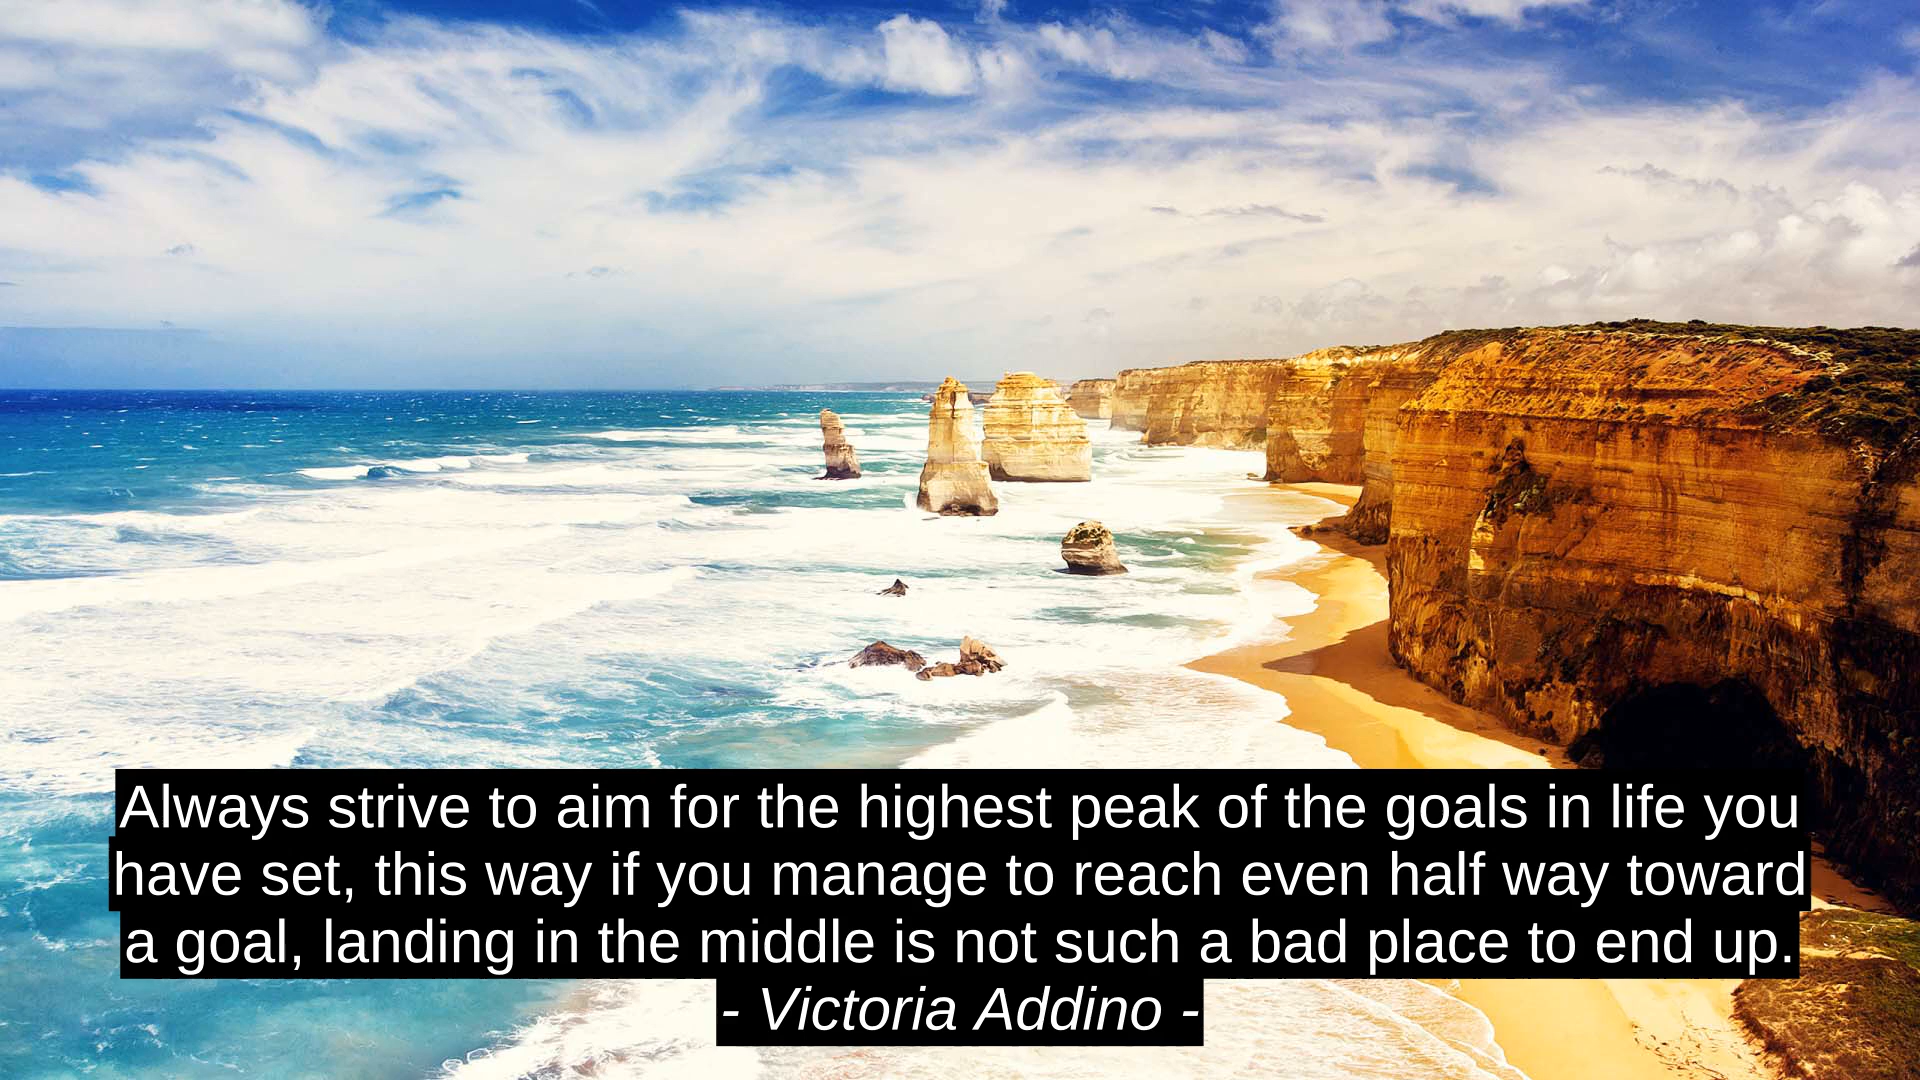 Always strive to aim for the highest peak of the goals in life you
have set, this way if you manage to reach even half way toward
a goal, landing in the middle is not such a bad place to end up.
- Victoria Addino -